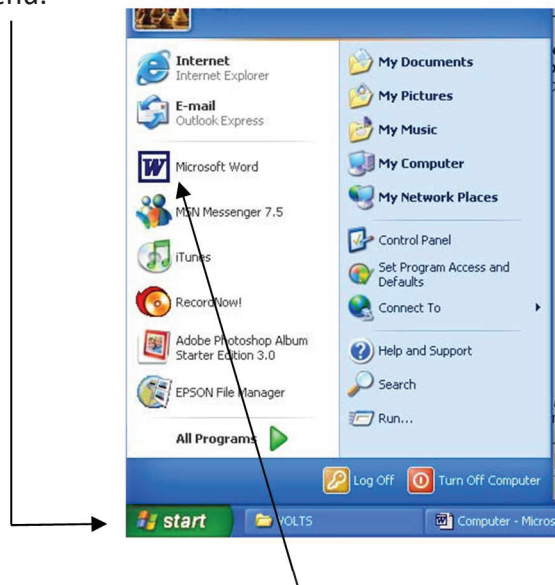 Internet
Internet Explorer
E-mail
Outlook Express
Microsoft Word
MSN Messenger 7.5
iTunes
RecordNow!
Adobe Photoshop Album
Starter Edition 3.0
EPSON File Manager
All Programs
My Documents
My Pictures
My Music
My Computer
My Network Places
Control Panel
Set Program Access and
Defaults
Connect To
Help and Support
Search
Run...
Log Off
Turn Off Computer
start
VOLTS
Computer - Micros